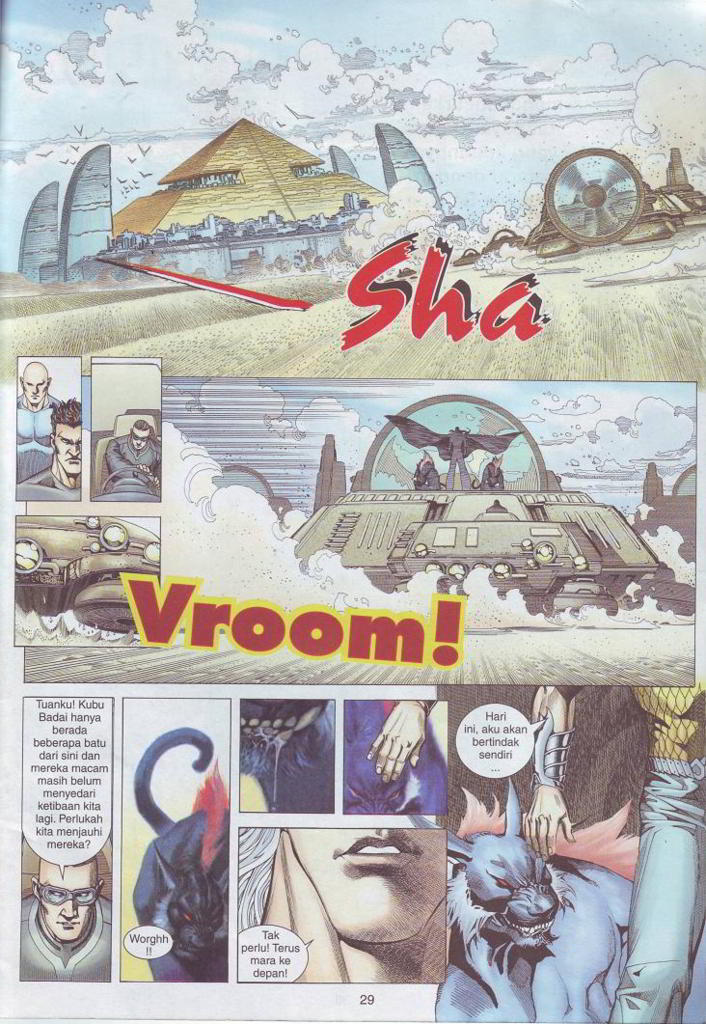 Sha
Vroom!
Tuanku! Kubu
Badai hanya
berada
beberapa batu
dari sini dan
mereka macam
masih belum
menyedari
ketibaan kita
lagi. Perlukah
kita menjauhi
mereka?
Worghh
!!
Tak
perlu! Terus
mara ke
depan!
Hari
ini, aku akan
bertindak
sendiri
...
29